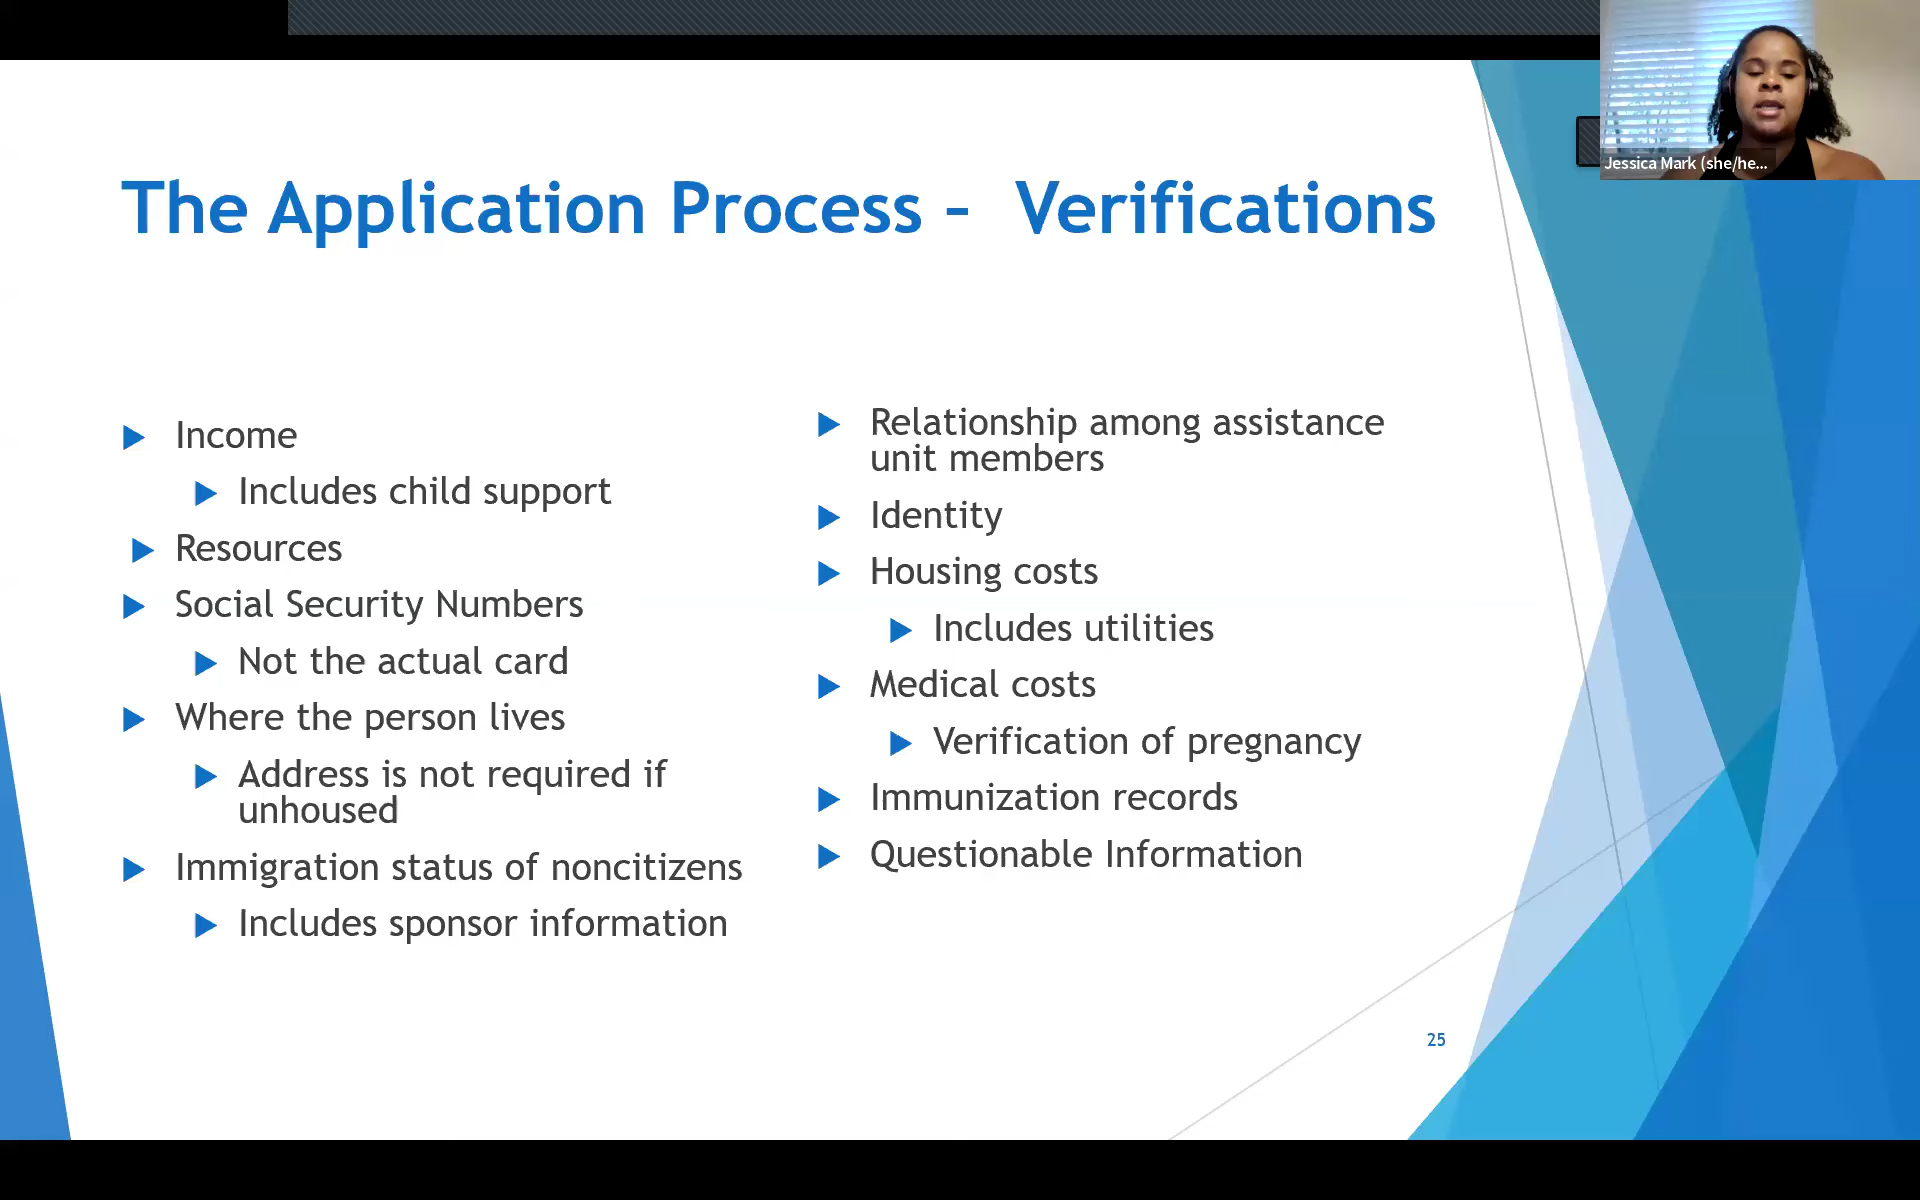 Jessica Mark (she/he...
The Application Process – Verifications
Income
Includes child support
Resources
Social Security Numbers
Not the actual card
Where the person lives
Address is not required if
unhoused
Immigration status of noncitizens
Includes sponsor information
Relationship among assistance
unit members
Identity
Housing costs
Includes utilities
Medical costs
Verification of pregnancy
Immunization records
Questionable Information
25